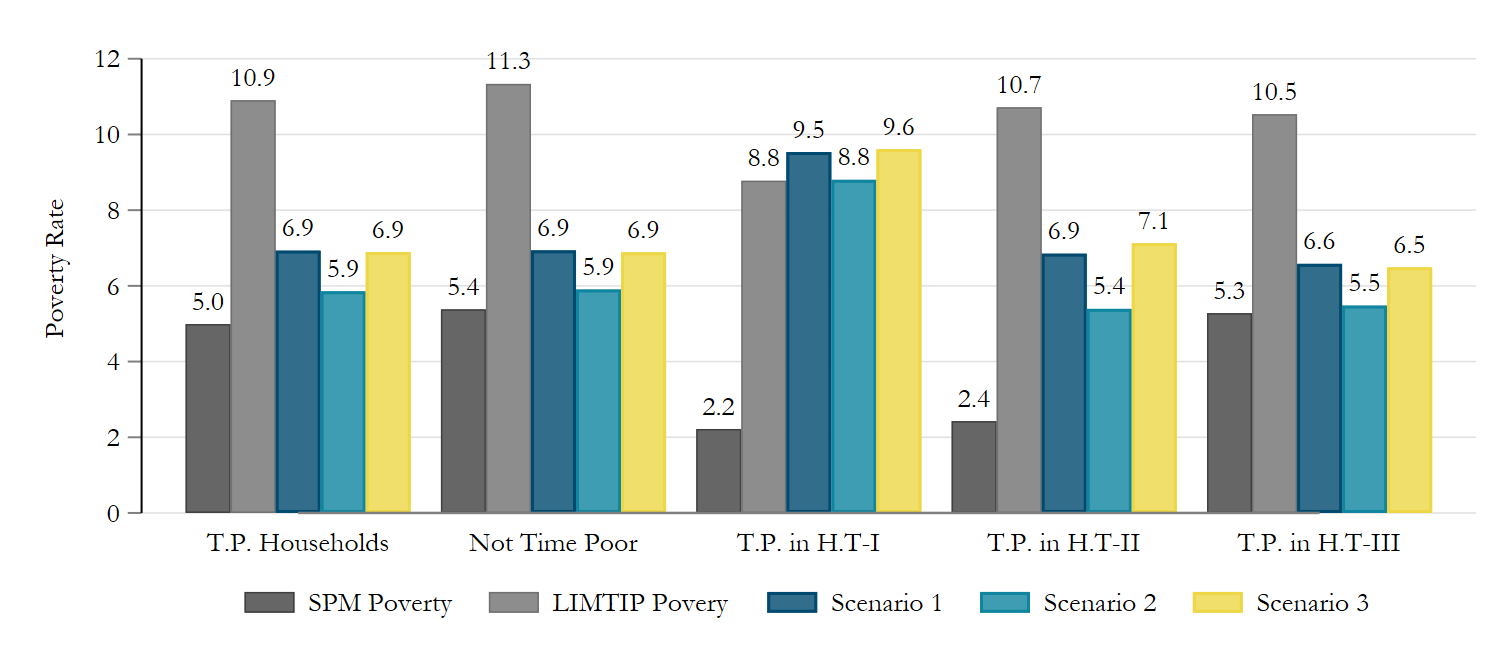 Poverty Rate
12
10
8
6
4
2
0
5.0
10.9
6.9
5.9
6.9
5.4
11.3
6.9
5.9
6.9
2.2
8.8
9.5
8.8
9.6
2.4
10.7
6.9
5.4
7.1
5.3
10.5
6.6
5.5
6.5
T.P. Households
Not Time Poor
T.P. in H.T-I
T.P. in H.T-II
T.P. in H.T-III
SPM Poverty
LIMTIP Povery
Scenario 1
Scenario 2
Scenario 3